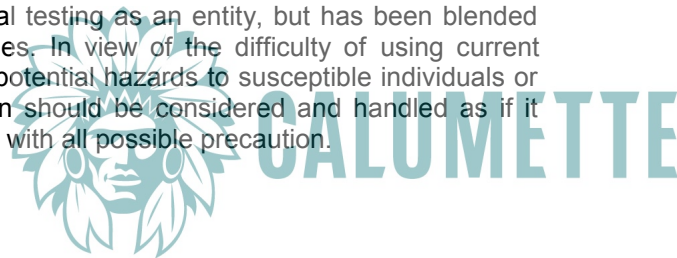 al testing as an entity, but has been blended
es. In view of the difficulty of using current
potential hazards to susceptible individuals or
n should be considered and handled as if it
with all possible precaution.
CALUMETTE